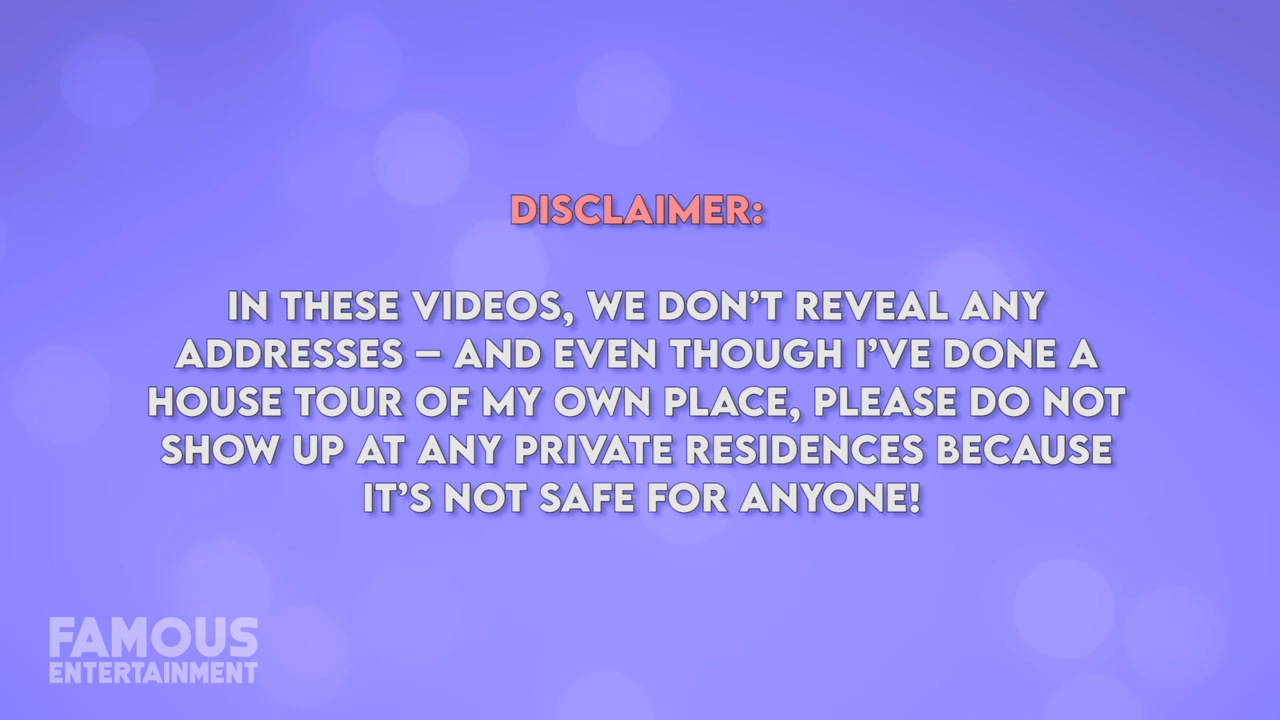 DISCLAIMER:
IN THESE VIDEOS, WE DON’T REVEAL ANY
ADDRESSES – AND EVEN THOUGH I’VE DONE A
HOUSE TOUR OF MY OWN PLACE, PLEASE DO NOT
SHOW UP AT ANY PRIVATE RESIDENCES BECAUSE
IT’S NOT SAFE FOR ANYONE!
FAMOUS
ENTERTAINMENT